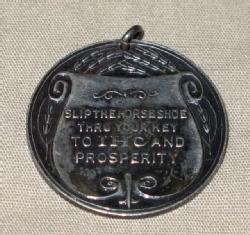 SLIP THE HORSESHOE
THRU YOUR KEY
TO IHC AND
PROSPERITY